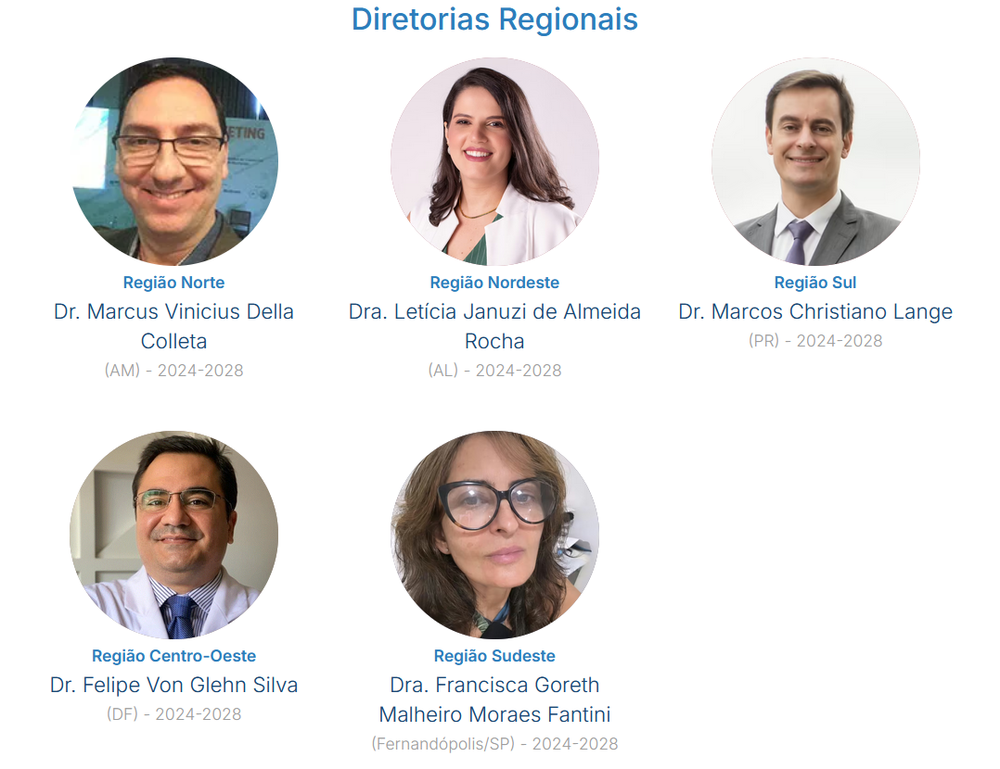 Diretorias Regionais
ETING
Região Norte
Dr. Marcus Vinicius Della
Colleta
(AM) - 2024-2028
Região Nordeste
Dra. Letícia Januzi de Almeida
Rocha
(AL) - 2024-2028
Região Sul
Dr. Marcos Christiano Lange
(PR) - 2024-2028
Região Centro-Oeste
Dr. Felipe Von Glehn Silva
(DF) - 2024-2028
Região Sudeste
Dra. Francisca Goreth
Malheiro Moraes Fantini
(Fernandópolis/SP) - 2024-2028